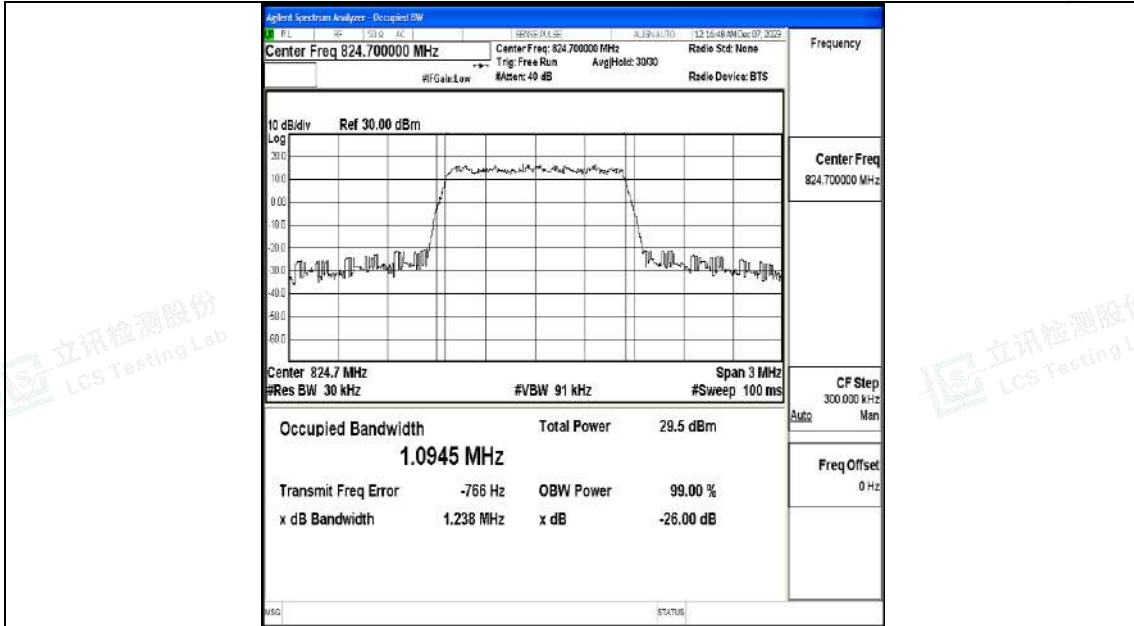 Agilent Spectrum Analyzer - Occupied BW
RL RF 50 Ω AC SENSE:PULSE ALIGN AUTO 12:16:48 AM Dec 07, 2023
Center Freq 824.700000 MHz
Center Freq: 824.700000 MHz Radio Std: None
Trig: Free Run Avg|Hold: 30/30
#IFGain:Low #Atten: 40 dB Radio Device: BTS
Frequency
10 dB/div Ref 30.00 dBm
Log
20.0
10.0
0.00
-10.0
-20.0
-30.0
-40.0
-50.0
-60.0
Center Freq
824.700000 MHz
Center 824.7 MHz Span 3 MHz
#Res BW 30 kHz #VBW 91 kHz #Sweep 100 ms
CF Step
300.000 kHz
Auto Man
Occupied Bandwidth Total Power 29.5 dBm
1.0945 MHz
Freq Offset
0 Hz
Transmit Freq Error -766 Hz OBW Power 99.00 %
x dB Bandwidth 1.238 MHz x dB -26.00 dB
MSG STATUS
立讯检测股份
LCS Testing Lab
立讯检测股份
LCS Testing L